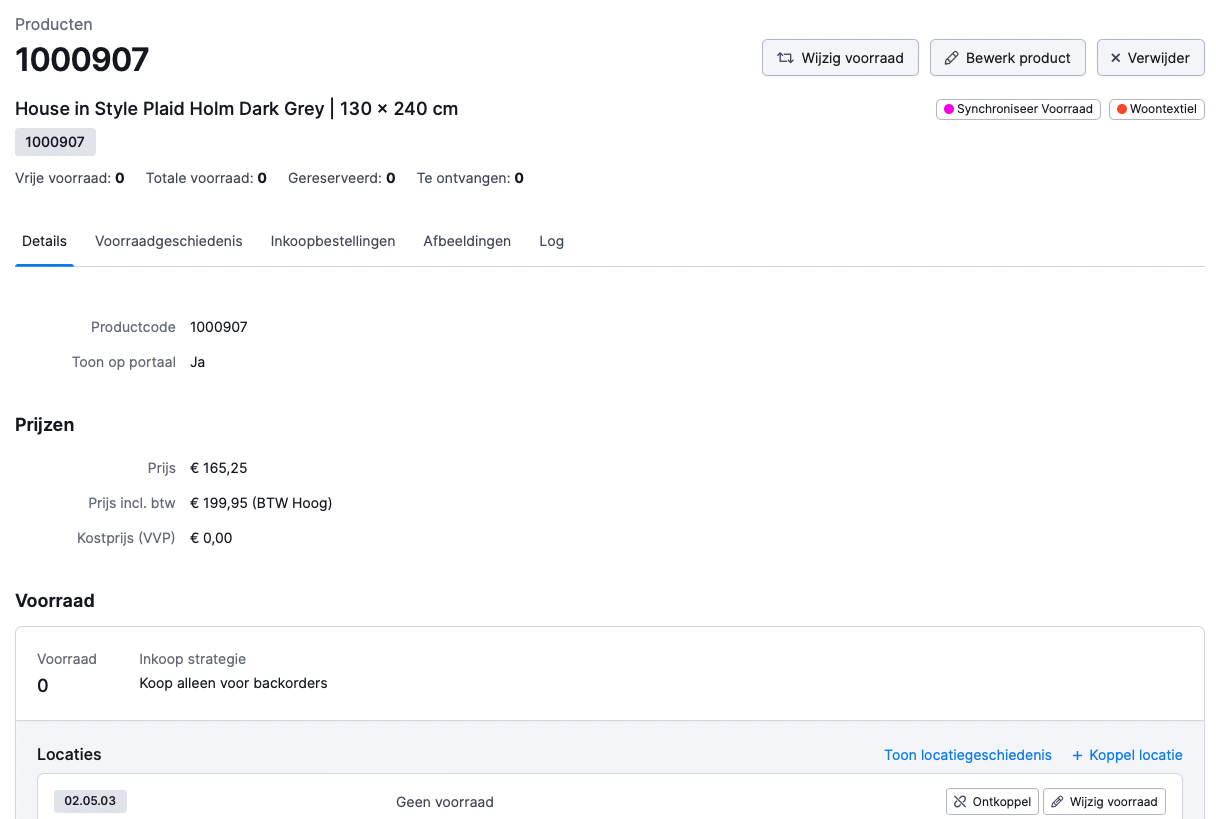 Producten
1000907
Wijzig voorraad
Bewerk product
Verwijder
House in Style Plaid Holm Dark Grey | 130 × 240 cm
Synchroniseer Voorraad
Woontextiel
1000907
Vrije voorraad: 0 Totale voorraad: 0 Gereserveerd: 0 Te ontvangen: 0
Details Voorraadgeschiedenis Inkoopbestellingen Afbeeldingen Log
Productcode 1000907
Toon op portaal Ja
Prijzen
Prijs € 165,25
Prijs incl. btw € 199,95 (BTW Hoog)
Kostprijs (VVP) € 0,00
Voorraad
Voorraad Inkoop strategie
0 Koop alleen voor backorders
Locaties Toon locatiegeschiedenis + Koppel locatie
02.05.03 Geen voorraad Ontkoppel Wijzig voorraad